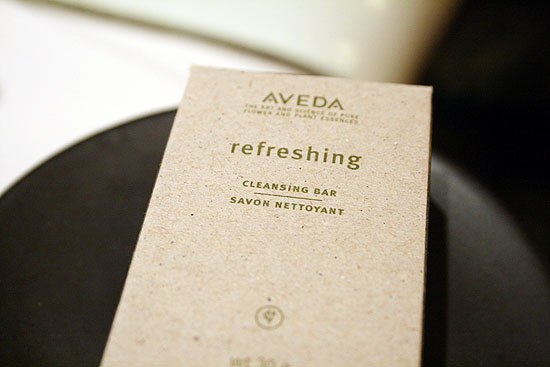 AVEDA
THE ART AND SCIENCE OF PURE
FLOWER AND PLANT ESSENCES
refreshing
CLEANSING BAR
SAVON NETTOYANT